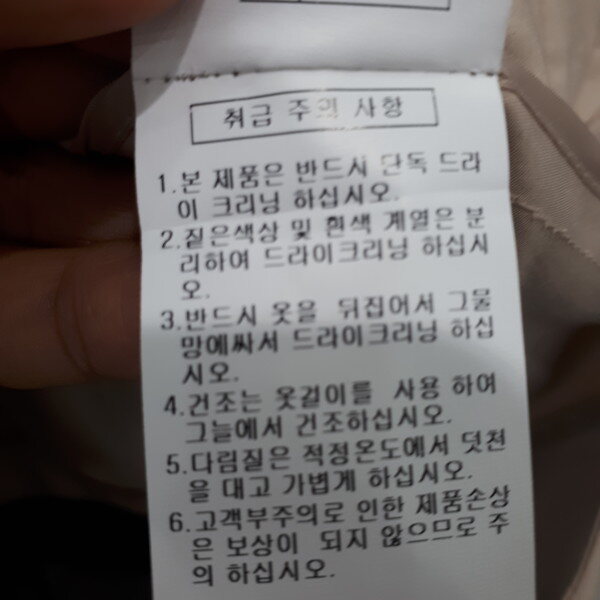 취급 주의 사항
1.본 제품은 반드시 단독 드라
이 크리닝 하십시오.
2.짙은색상 및 흰색 계열은 분
리하여 드라이크리닝 하십시
오.
3.반드시 옷을 뒤집어서 그물
망에싸서 드라이크리닝 하십
시오.
4.건조는 옷걸이를 사용 하여
그늘에서 건조하십시오.
5.다림질은 적정온도에서 덧천
을 대고 가볍게 하십시오.
6.고객부주의로 인한 제품손상
은 보상이 되지 않으므로 주
의 하십시오.